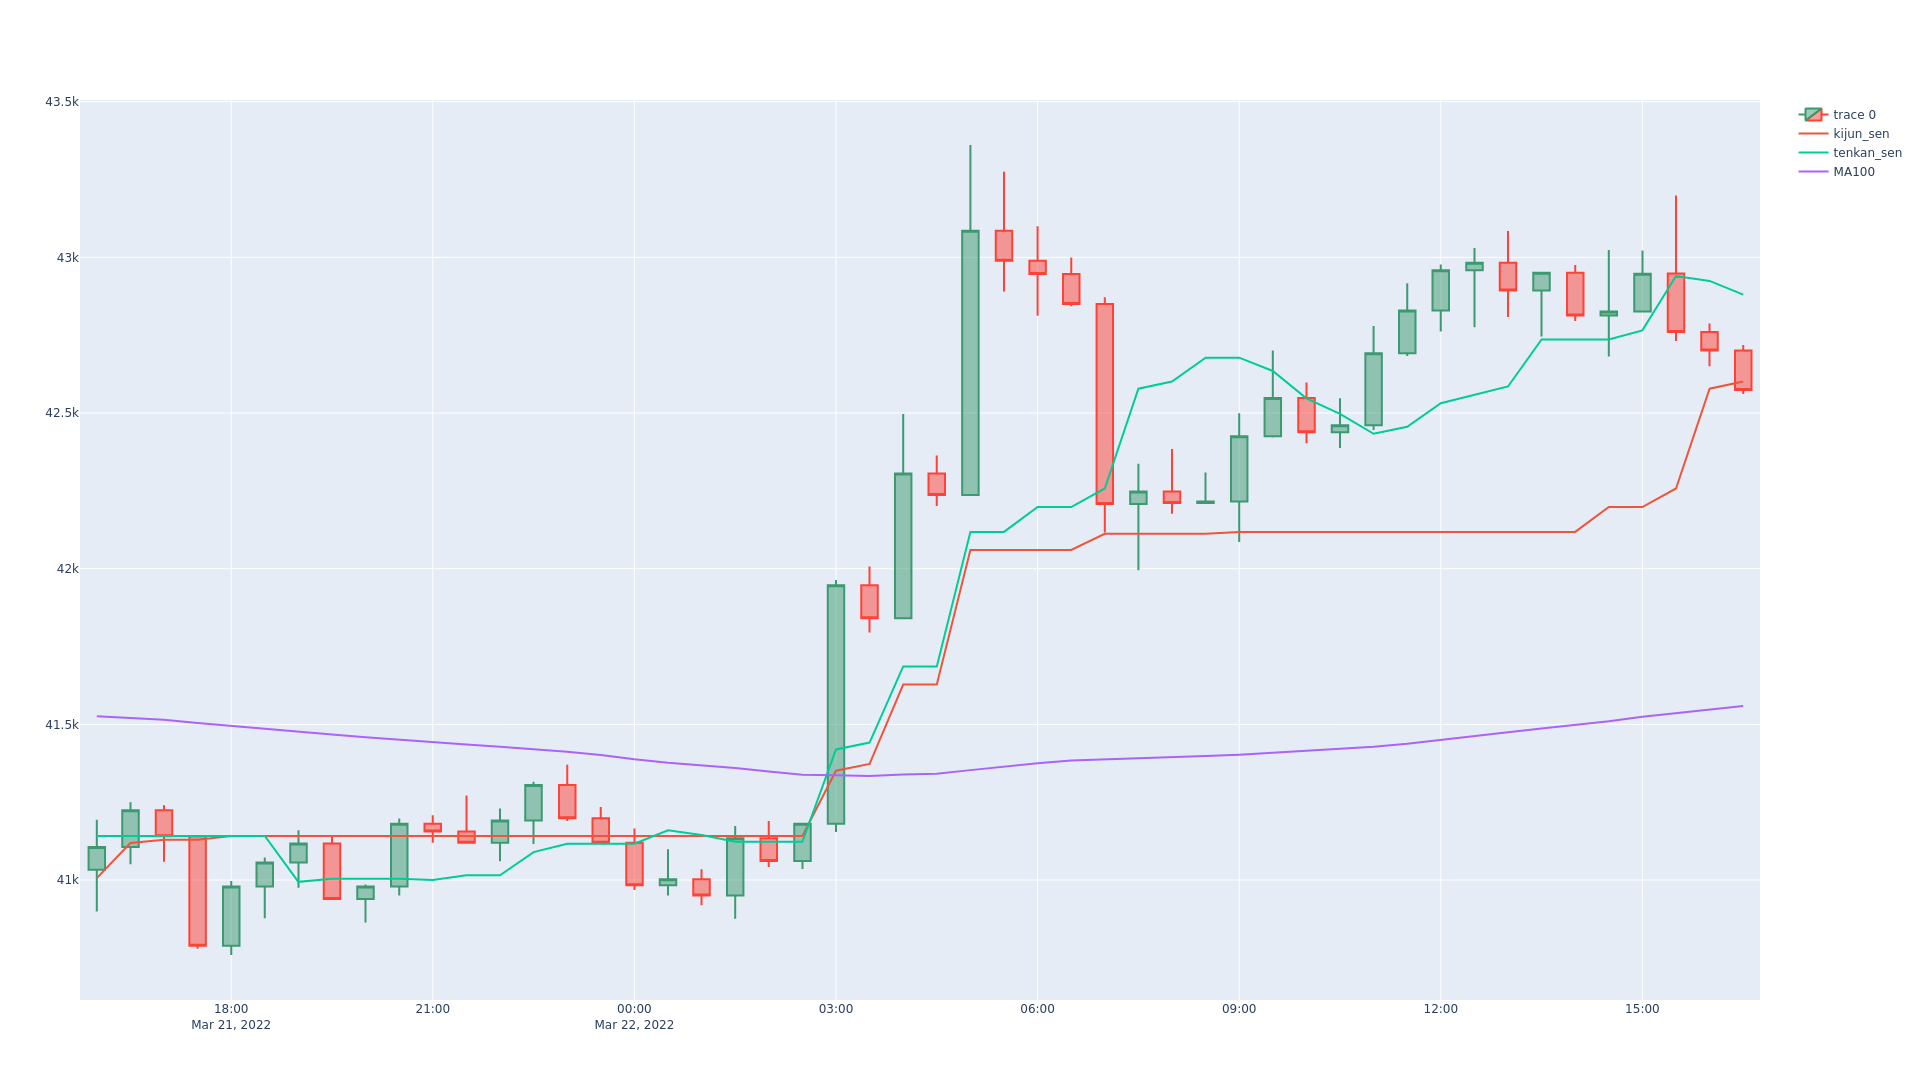 43.5k
43k
42.5k
42k
41.5k
41k
18:00
Mar 21, 2022
21:00
00:00
Mar 22, 2022
03:00
06:00
09:00
12:00
15:00
trace 0
kijun_sen
tenkan_sen
MA100